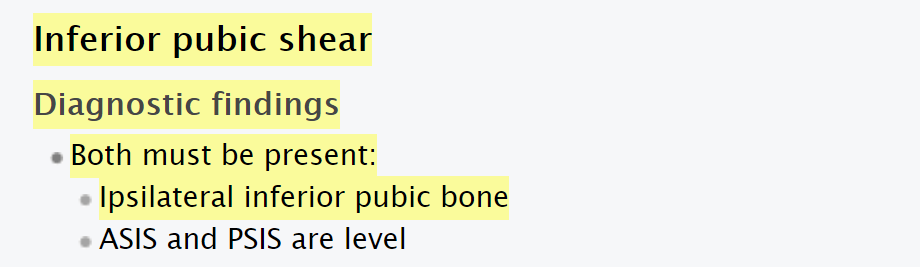 Inferior pubic shear
Diagnostic findings
Both must be present:
Ipsilateral inferior pubic bone
ASIS and PSIS are level